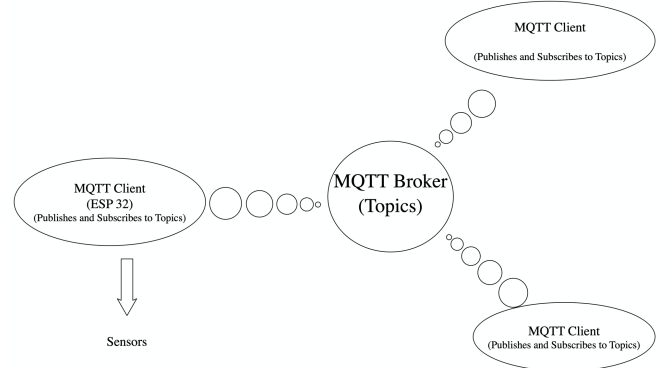 MQTT Client
(Publishes and Subscribes to Topics)
MQTT Client
(ESP 32)
(Publishes and Subscribes to Topics)
MQTT Broker
(Topics)
Sensors
MQTT Client
(Publishes and Subscribes to Topics)